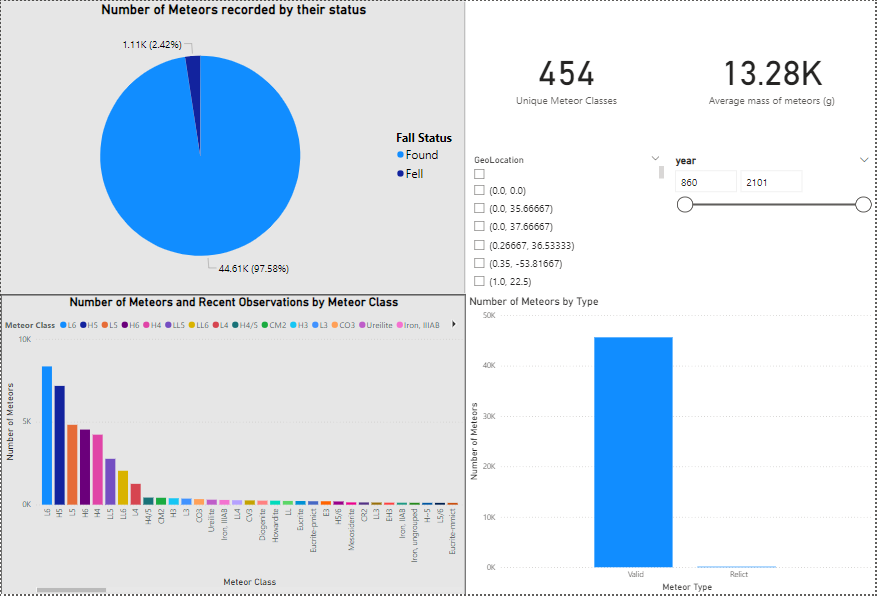 Number of Meteors recorded by their status
1.11K (2.42%)
44.61K (97.58%)
Fall Status
Found
Fell
454
Unique Meteor Classes
13.28K
Average mass of meteors (g)
GeoLocation
(0.0, 0.0)
(0.0, 35.66667)
(0.0, 37.66667)
(0.26667, 36.53333)
(0.35, -53.81667)
(1.0, 22.5)
year
860 2101
Number of Meteors and Recent Observations by Meteor Class
Meteor Class L6 H5 L5 H6 H4 LL5 LL6 L4 H4/5 CM2 H3 L3 CO3 Ureilite Iron, IIIAB
Number of Meteors
10K
5K
0K
L6
H5
L5
H6
H4
LL5
LL6
L4
H4/5
CM2
H3
L3
CO3
Ureilite
Iron, IIIAB
LL4
CV3
Diogenite
Howardite
LL
Eucrite
Eucrite-pmict
E3
H5/6
Mesosiderite
CR2
LL3
EH3
Iron, IIAB
Iron, ungrouped
H~5
L5/6
Eucrite-mmict
Meteor Class
Number of Meteors by Type
Number of Meteors
50K
40K
30K
20K
10K
0K
Valid
Relict
Meteor Type